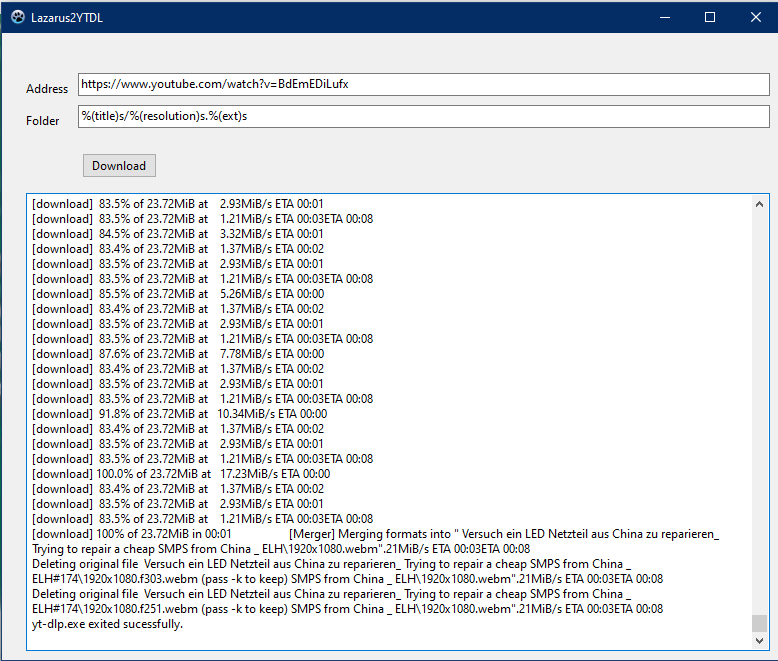 Lazarus2YTDL
Address
https://www.youtube.com/watch?v=BdEmEDiLufx
Folder
%(title)s/%(resolution)s.%(ext)s
Download
[download] 83.5% of 23.72MiB at 2.93MiB/s ETA 00:01
[download] 83.5% of 23.72MiB at 1.21MiB/s ETA 00:03ETA 00:08
[download] 84.5% of 23.72MiB at 3.32MiB/s ETA 00:01
[download] 83.4% of 23.72MiB at 1.37MiB/s ETA 00:02
[download] 83.5% of 23.72MiB at 2.93MiB/s ETA 00:01
[download] 83.5% of 23.72MiB at 1.21MiB/s ETA 00:03ETA 00:08
[download] 85.5% of 23.72MiB at 5.26MiB/s ETA 00:00
[download] 83.4% of 23.72MiB at 1.37MiB/s ETA 00:02
[download] 83.5% of 23.72MiB at 2.93MiB/s ETA 00:01
[download] 83.5% of 23.72MiB at 1.21MiB/s ETA 00:03ETA 00:08
[download] 87.6% of 23.72MiB at 7.78MiB/s ETA 00:00
[download] 83.4% of 23.72MiB at 1.37MiB/s ETA 00:02
[download] 83.5% of 23.72MiB at 2.93MiB/s ETA 00:01
[download] 83.5% of 23.72MiB at 1.21MiB/s ETA 00:03ETA 00:08
[download] 91.8% of 23.72MiB at 10.34MiB/s ETA 00:00
[download] 83.4% of 23.72MiB at 1.37MiB/s ETA 00:02
[download] 83.5% of 23.72MiB at 2.93MiB/s ETA 00:01
[download] 83.5% of 23.72MiB at 1.21MiB/s ETA 00:03ETA 00:08
[download] 100.0% of 23.72MiB at 17.23MiB/s ETA 00:00
[download] 83.4% of 23.72MiB at 1.37MiB/s ETA 00:02
[download] 83.5% of 23.72MiB at 2.93MiB/s ETA 00:01
[download] 83.5% of 23.72MiB at 1.21MiB/s ETA 00:03ETA 00:08
[download] 100% of 23.72MiB in 00:01 [Merger] Merging formats into " Versuch ein LED Netzteil aus China zu reparieren_
Trying to repair a cheap SMPS from China _ ELH\1920x1080.webm".21MiB/s ETA 00:03ETA 00:08
Deleting original file Versuch ein LED Netzteil aus China zu reparieren_ Trying to repair a cheap SMPS from China _
ELH#174\1920x1080.f303.webm (pass -k to keep) SMPS from China _ ELH\1920x1080.webm".21MiB/s ETA 00:03ETA 00:08
Deleting original file Versuch ein LED Netzteil aus China zu reparieren_ Trying to repair a cheap SMPS from China _
ELH#174\1920x1080.f251.webm (pass -k to keep) SMPS from China _ ELH\1920x1080.webm".21MiB/s ETA 00:03ETA 00:08
yt-dlp.exe exited sucessfully.